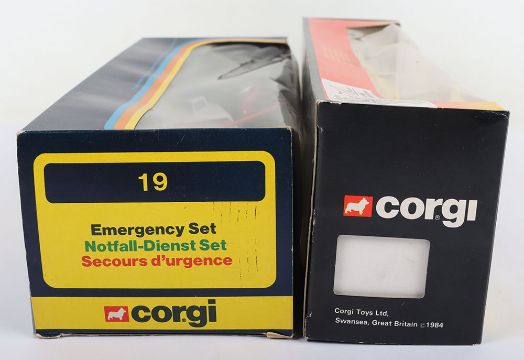 19
Emergency Set
Notfall-Dienst Set
Secours d'urgence
corgi
corgi®
Corgi Toys Ltd,
Swansea, Great Britain c1984